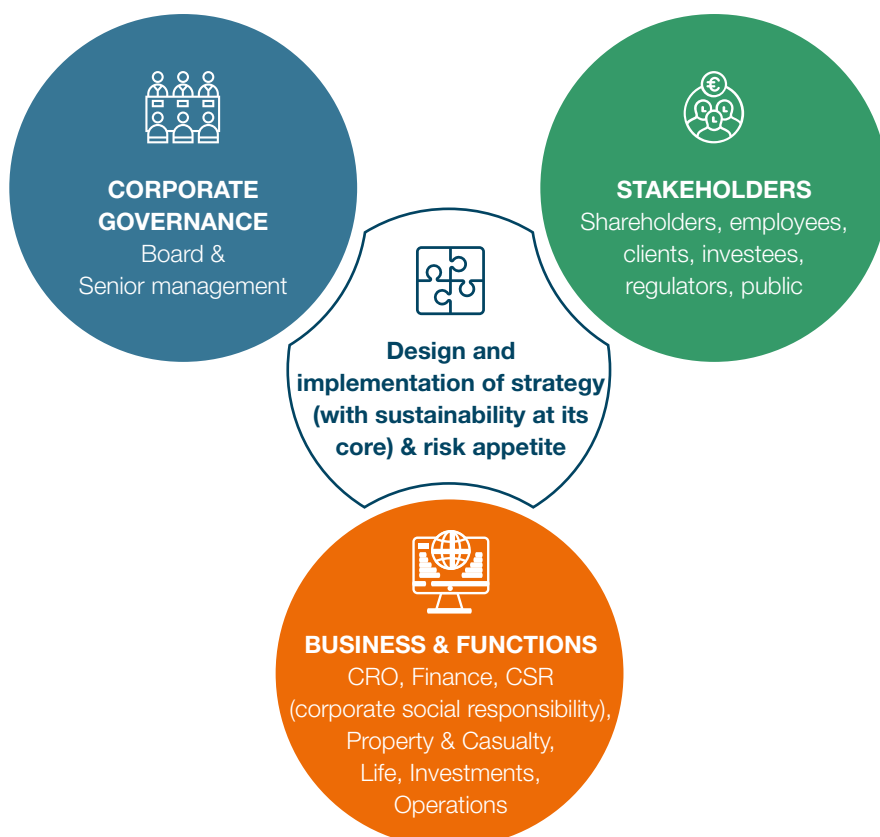 CORPORATE
GOVERNANCE
Board &
Senior management
€
STAKEHOLDERS
Shareholders, employees,
clients, investees,
regulators, public
Design and
implementation of strategy
(with sustainability at its
core) & risk appetite
BUSINESS & FUNCTIONS
CRO, Finance, CSR
(corporate social responsibility),
Property & Casualty,
Life, Investments,
Operations